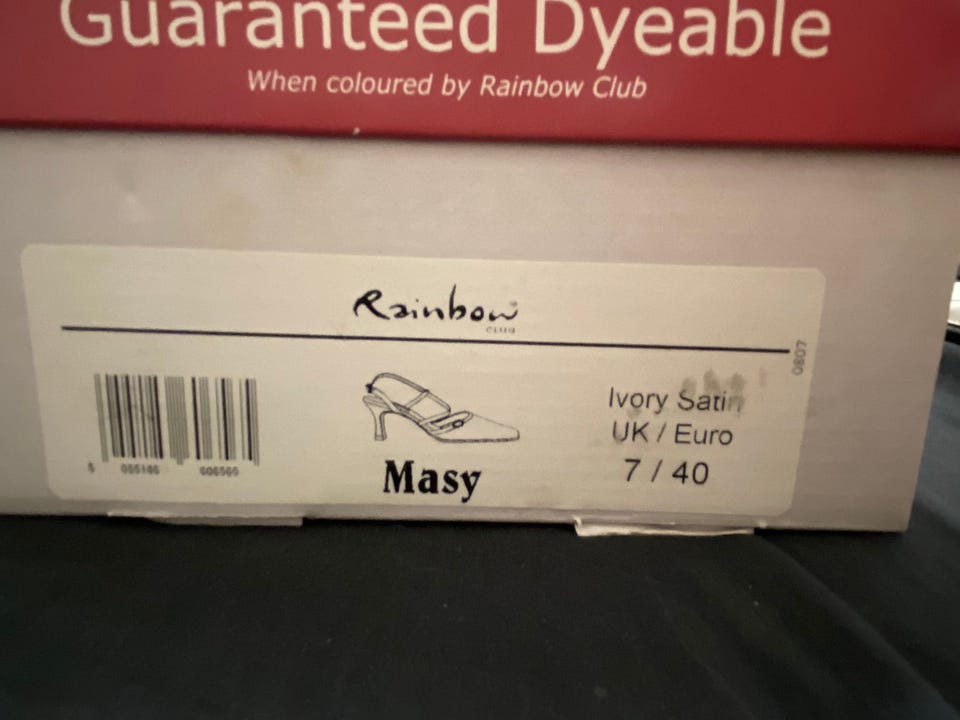 Guaranteed Dyeable
When coloured by Rainbow Club
Rainbow
CLUB
0807
Ivory Satin
UK / Euro
7 / 40
Masy